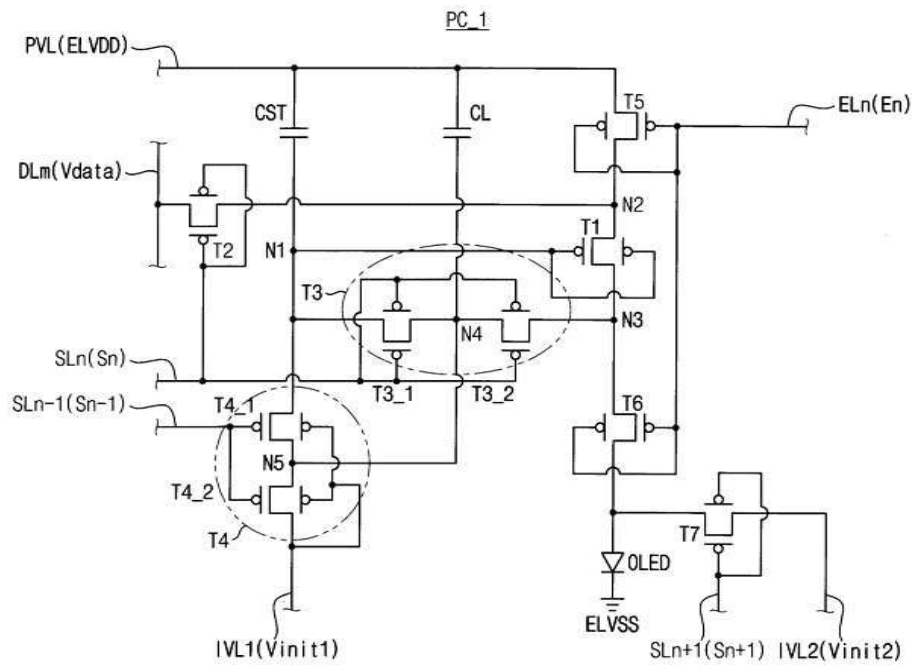 PC_1
PVL(ELVDD)
CST
CL
T5
ELn(En)
DLm(Vdata)
N2
T2
N1
T1
T3
N4
N3
SLn(Sn)
T3_1
T3_2
SLn-1(Sn-1)
T4_1
T6
N5
T4_2
T4
T7
OLED
ELVSS
IVL1(Vinit1)
SLn+1(Sn+1)
IVL2(Vinit2)